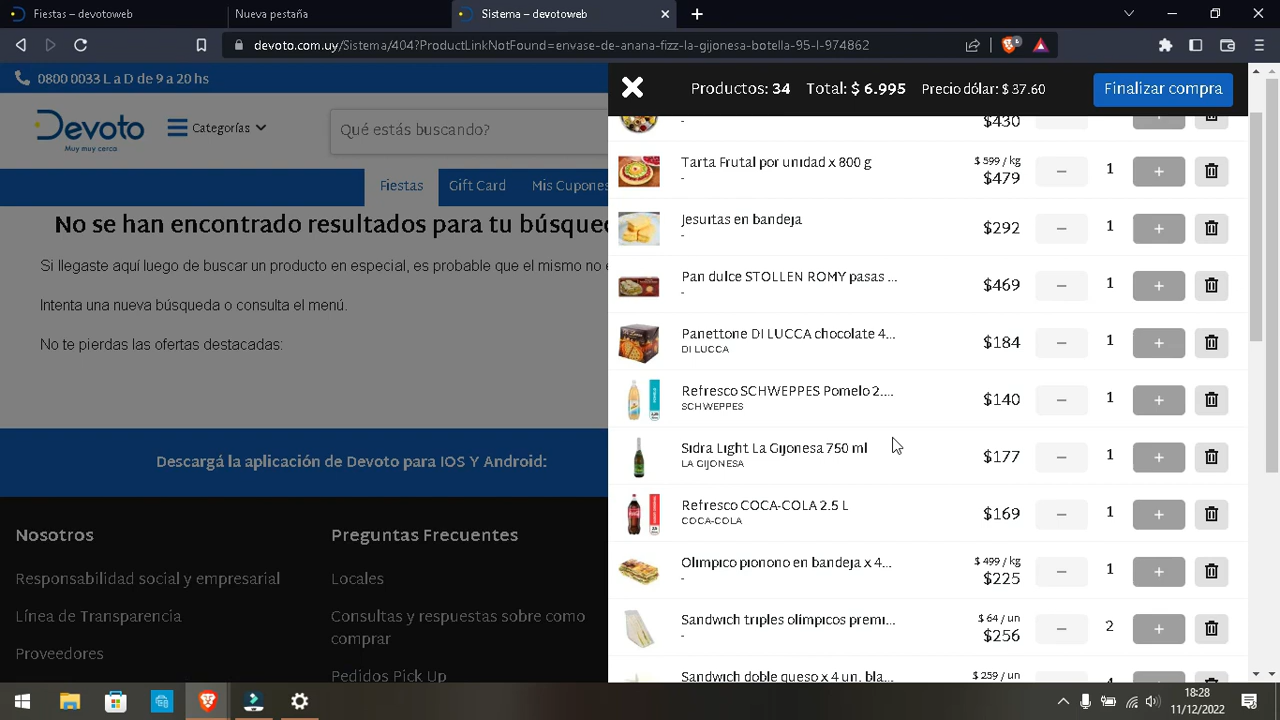 Fiestas – devotoweb
Nueva pestaña
Sistema – devotoweb
devoto.com.uy/Sistema/404?ProductLinkNotFound=envase-de-anana-fizz-la-gijonesa-botella-95-l-974862
6
0800 0033 L a D de 9 a 20 hs
Devoto
Muy muy cerca
Categorías
Qué estás buscando?
Fiestas
Gift Card
Mis Cupones
No se han encontrado resultados para tu búsqued
Si llegaste aquí luego de buscar un producto en especial, es probable que el mismo no e
Intenta una nueva búsqueda o consulta el menú.
No te pierdas las ofertas destacadas:
Descargá la aplicación de Devoto para IOS Y Android:
Nosotros
Responsabilidad social y empresarial
Línea de Transparencia
Proveedores
Preguntas Frecuentes
Locales
Consultas y respuestas sobre como
comprar
Pedidos Pick Up
Productos: 34 Total: $ 6.995 Precio dólar: $ 37.60
Finalizar compra
- $430
Tarta Frutal por unidad x 800 g
-
$ 599 / kg
$479
1
Jesuitas en bandeja
-
$292
1
Pan dulce STOLLEN ROMY pasas ...
-
$469
1
Panettone DI LUCCA chocolate 4...
DI LUCCA
$184
1
Refresco SCHWEPPES Pomelo 2....
SCHWEPPES
$140
1
Sidra Light La Gijonesa 750 ml
LA GIJONESA
$177
1
Refresco COCA-COLA 2.5 L
COCA-COLA
$169
1
Olimpico pionono en bandeja x 4...
-
$ 499 / kg
$225
1
Sandwich triples olimpicos premi...
-
$ 64 / un
$256
2
Sandwich doble queso x 4 un. bla...
$ 259 / un
18:28
11/12/2022